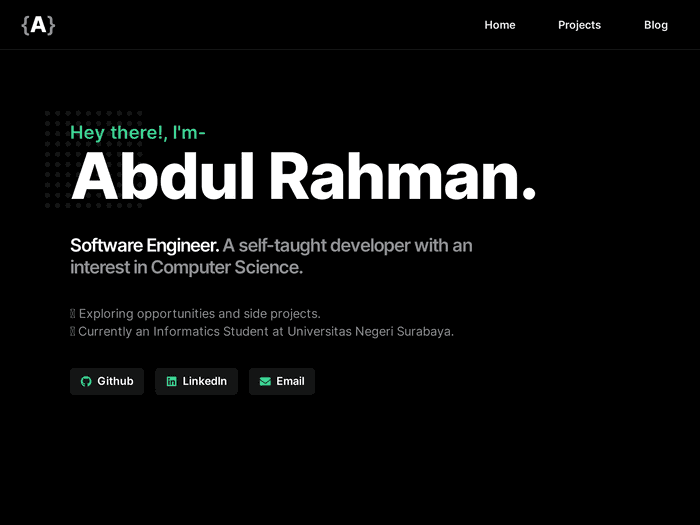 {A}
Home Projects Blog
Hey there!, I'm-
Abdul Rahman.
Software Engineer. A self-taught developer with an
interest in Computer Science.
Exploring opportunities and side projects.
Currently an Informatics Student at Universitas Negeri Surabaya.
Github LinkedIn Email